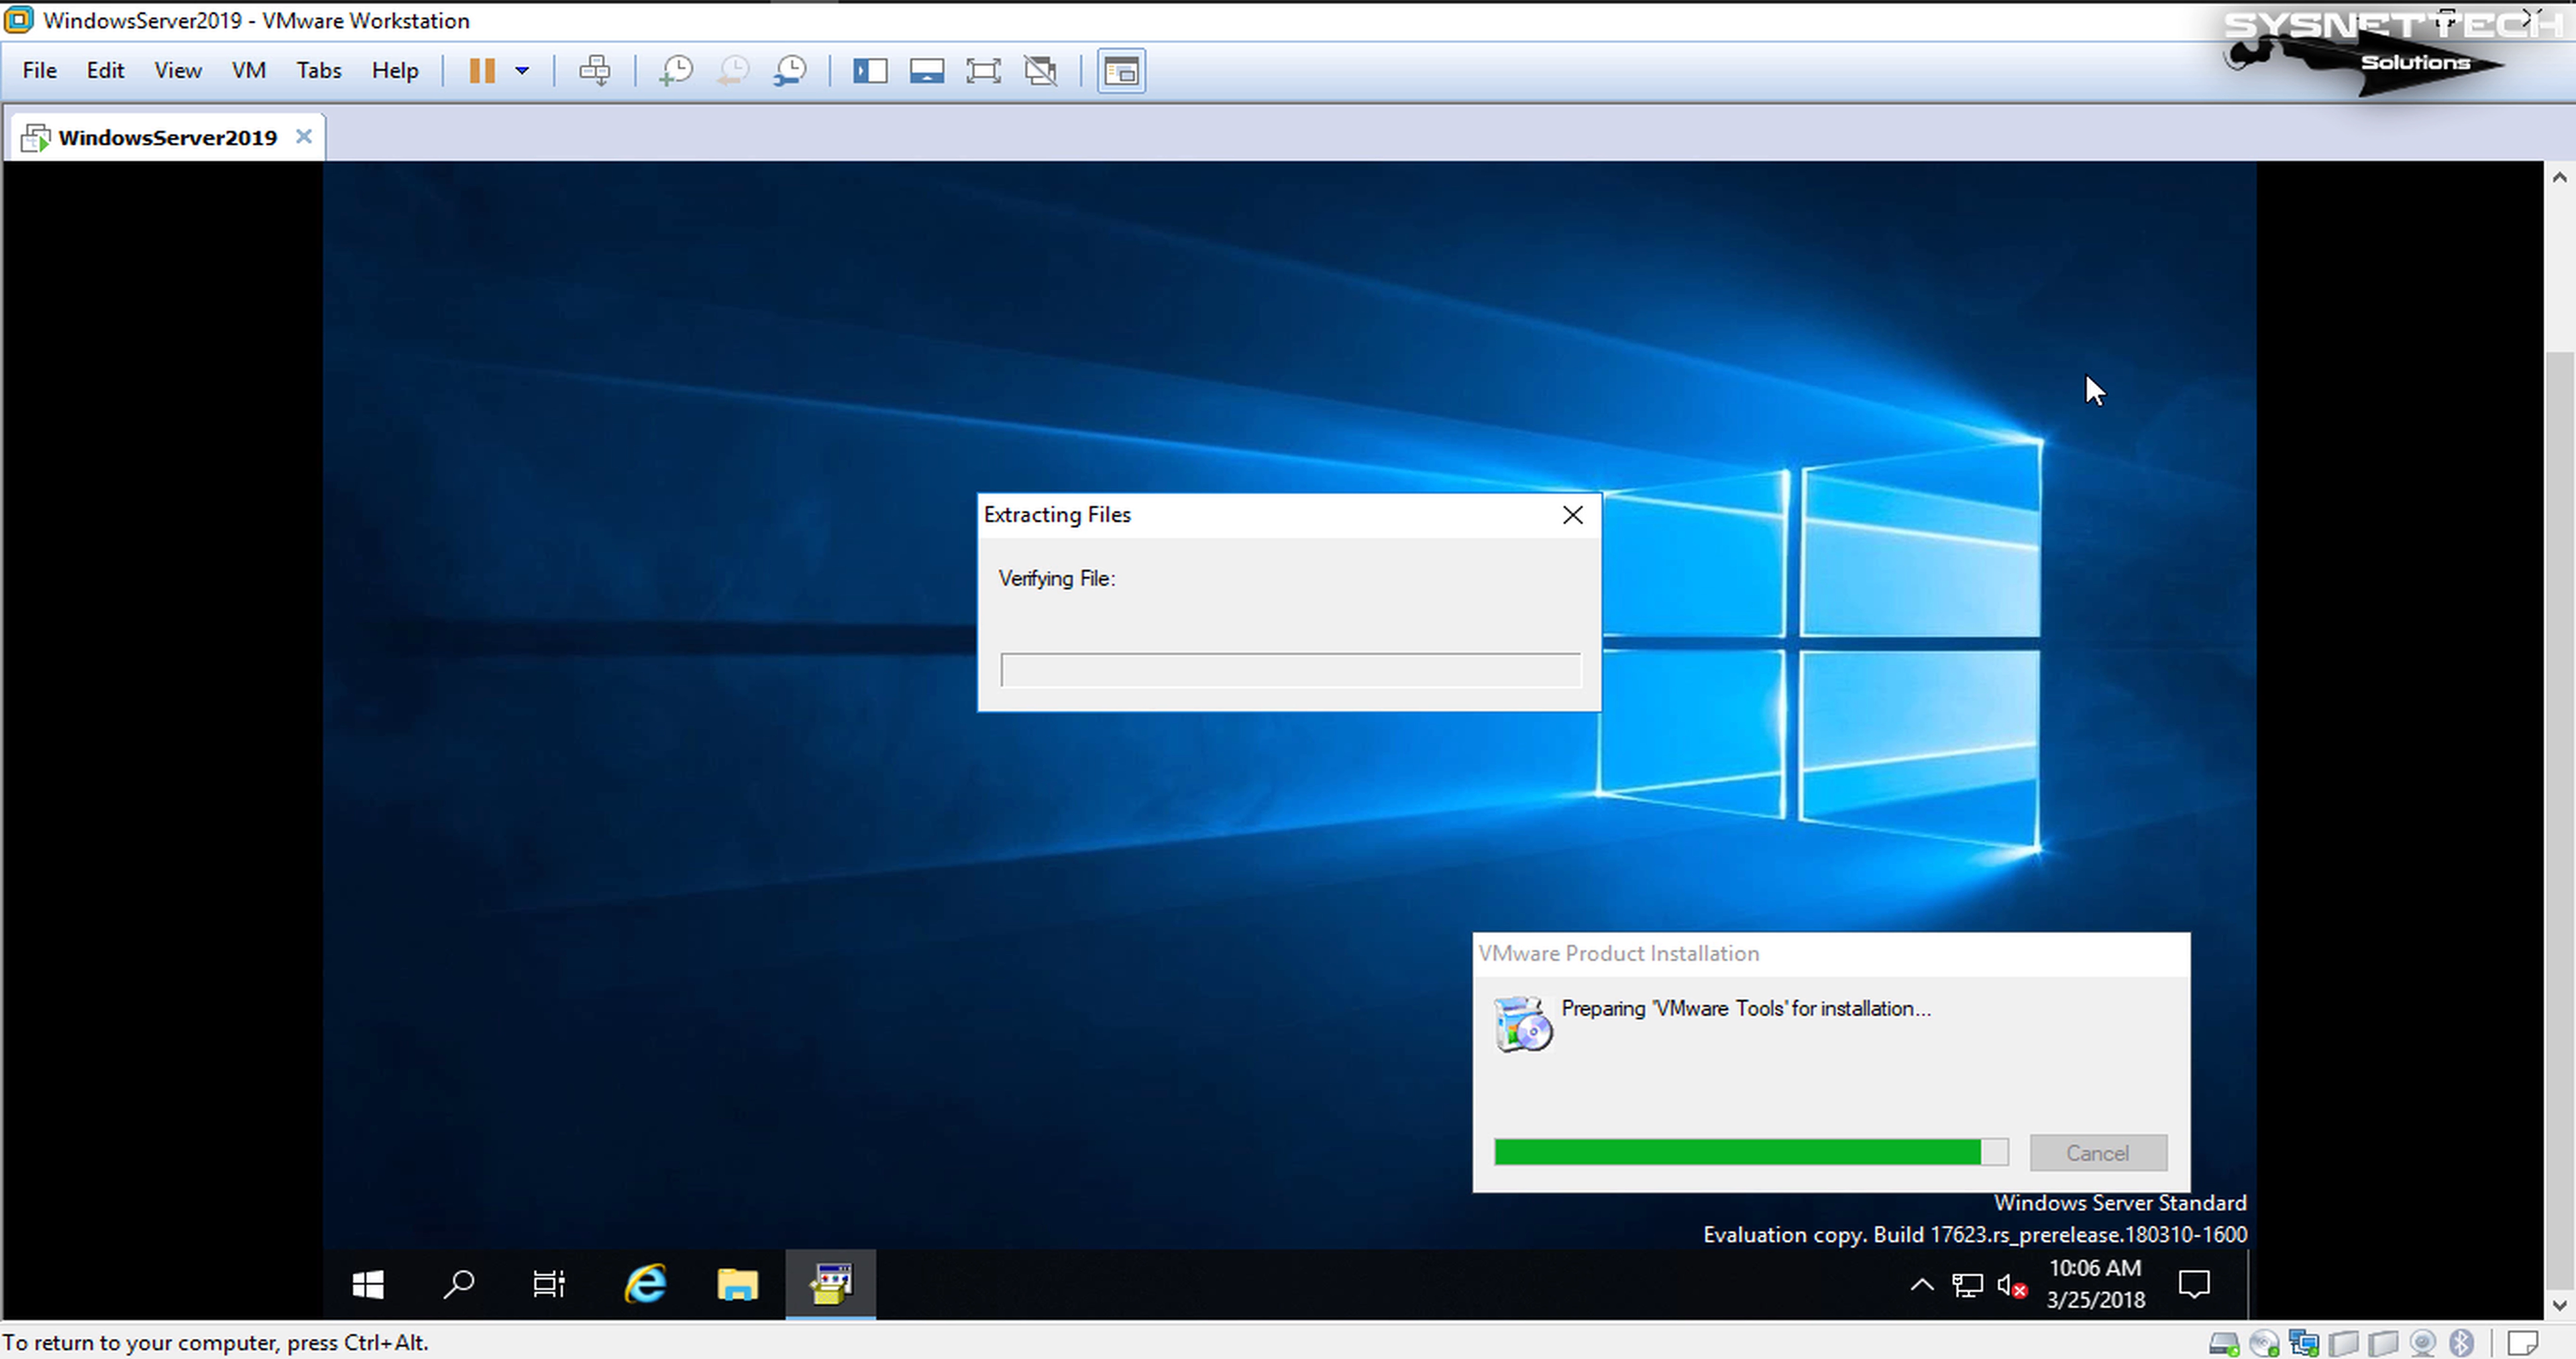 WindowsServer2019 - VMware Workstation
SYSNETTECH
Solutions
File Edit View VM Tabs Help
WindowsServer2019
Extracting Files
Verifying File:
VMware Product Installation
Preparing 'VMware Tools' for installation...
Cancel
Windows Server Standard
Evaluation copy. Build 17623.rs_prerelease.180310-1600
10:06 AM
3/25/2018
To return to your computer, press Ctrl+Alt.